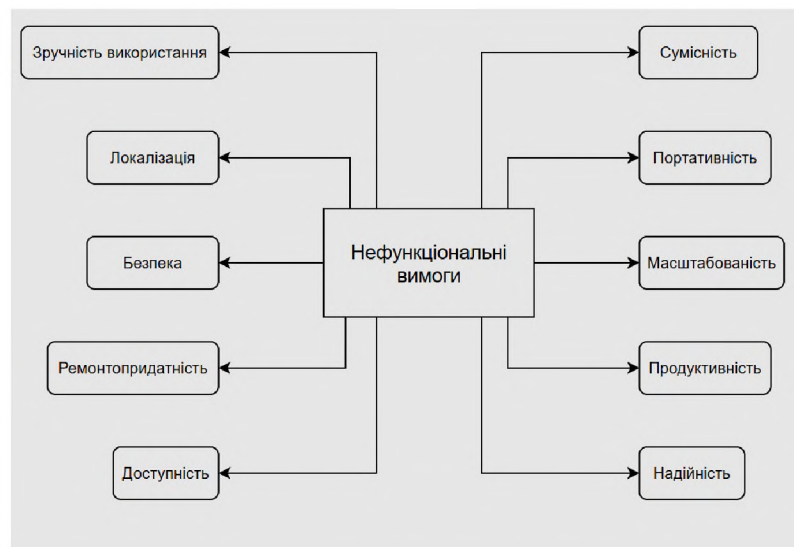 Зручність використання
Сумісність
Локалізація
Портативність
Нефункціональні
вимоги
Безпека
Масштабованість
Ремонтопридатність
Продуктивність
Доступність
Надійність